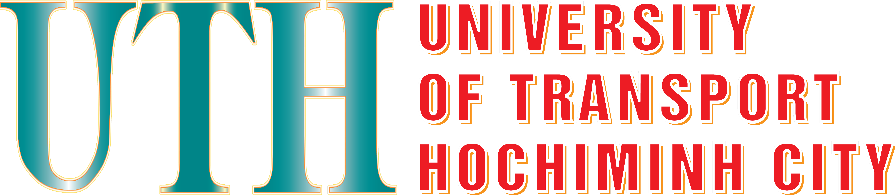 UTH
UNIVERSITY
OF TRANSPORT
HOCHIMINH CITY